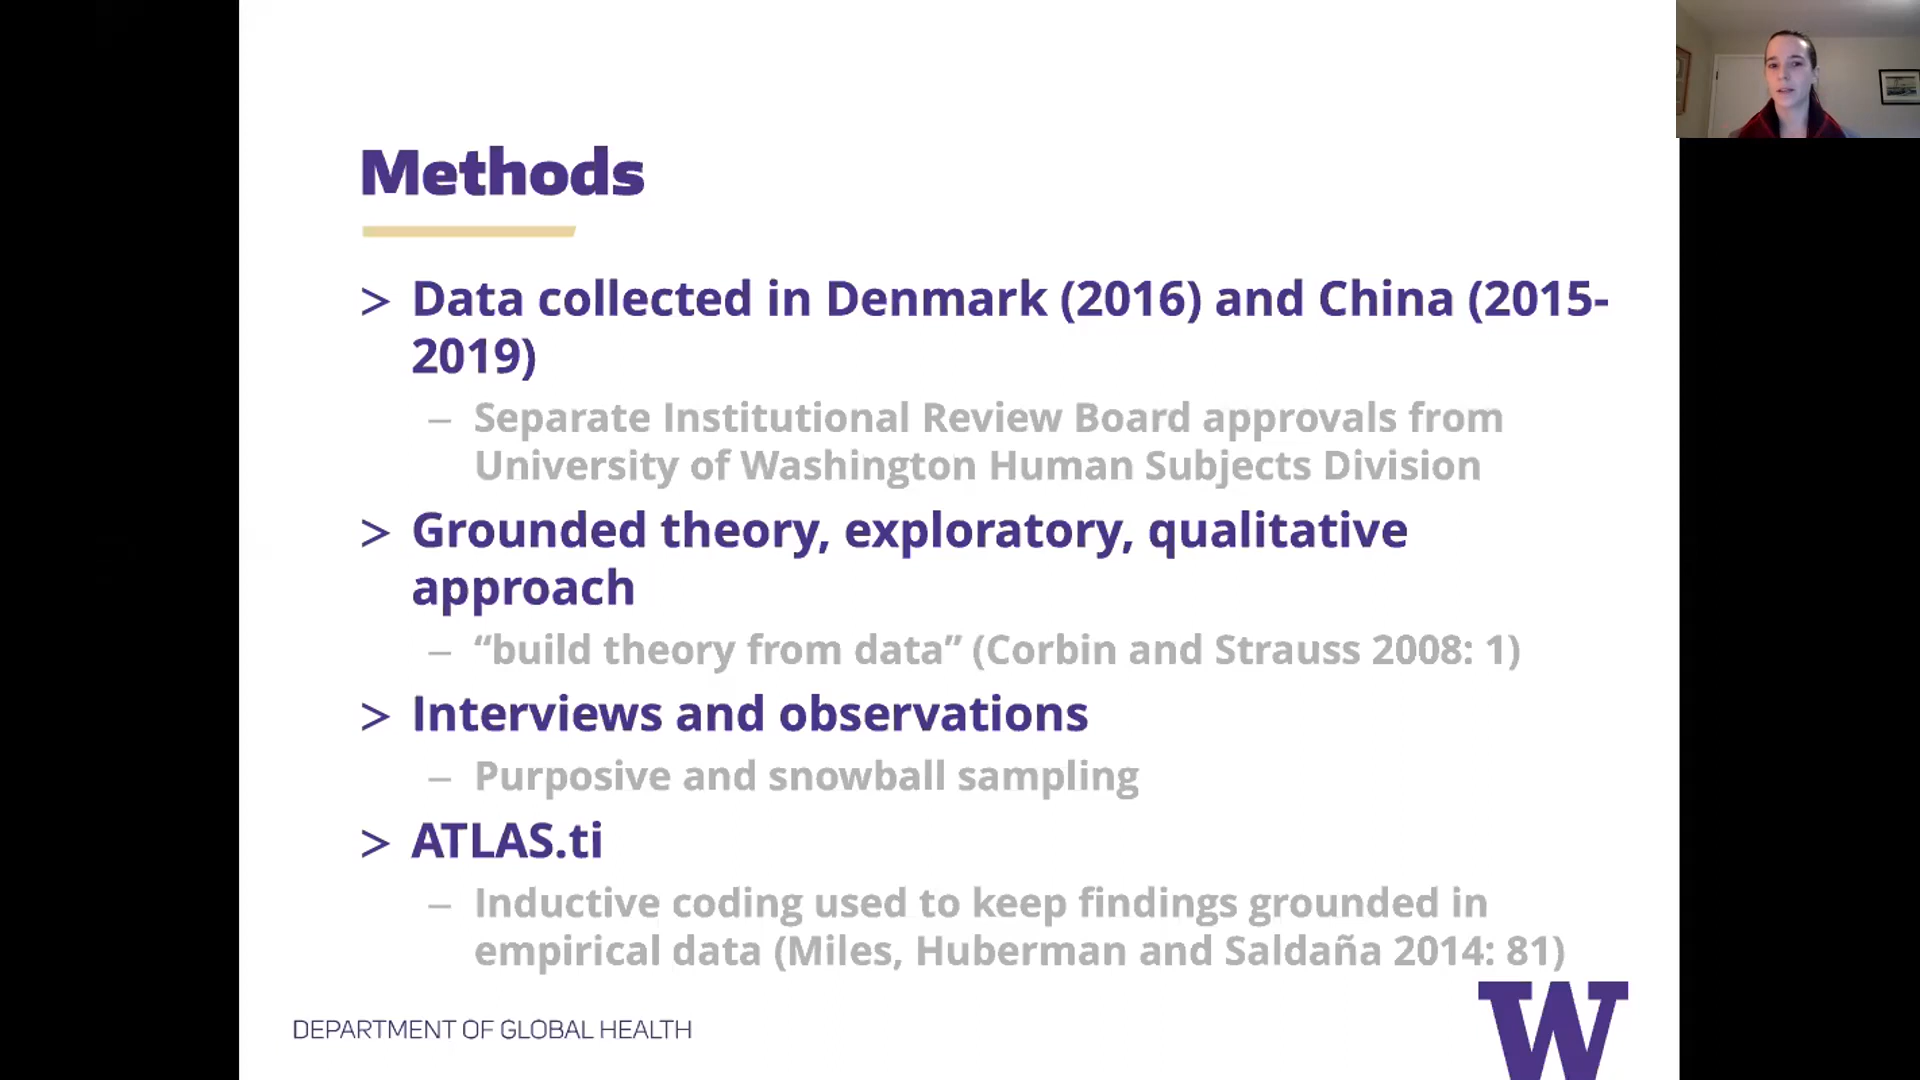 Methods
> Data collected in Denmark (2016) and China (2015-
2019)
– Separate Institutional Review Board approvals from
University of Washington Human Subjects Division
> Grounded theory, exploratory, qualitative
approach
– “build theory from data” (Corbin and Strauss 2008: 1)
> Interviews and observations
– Purposive and snowball sampling
> ATLAS.ti
– Inductive coding used to keep findings grounded in
empirical data (Miles, Huberman and Saldaña 2014: 81)
DEPARTMENT OF GLOBAL HEALTH
W